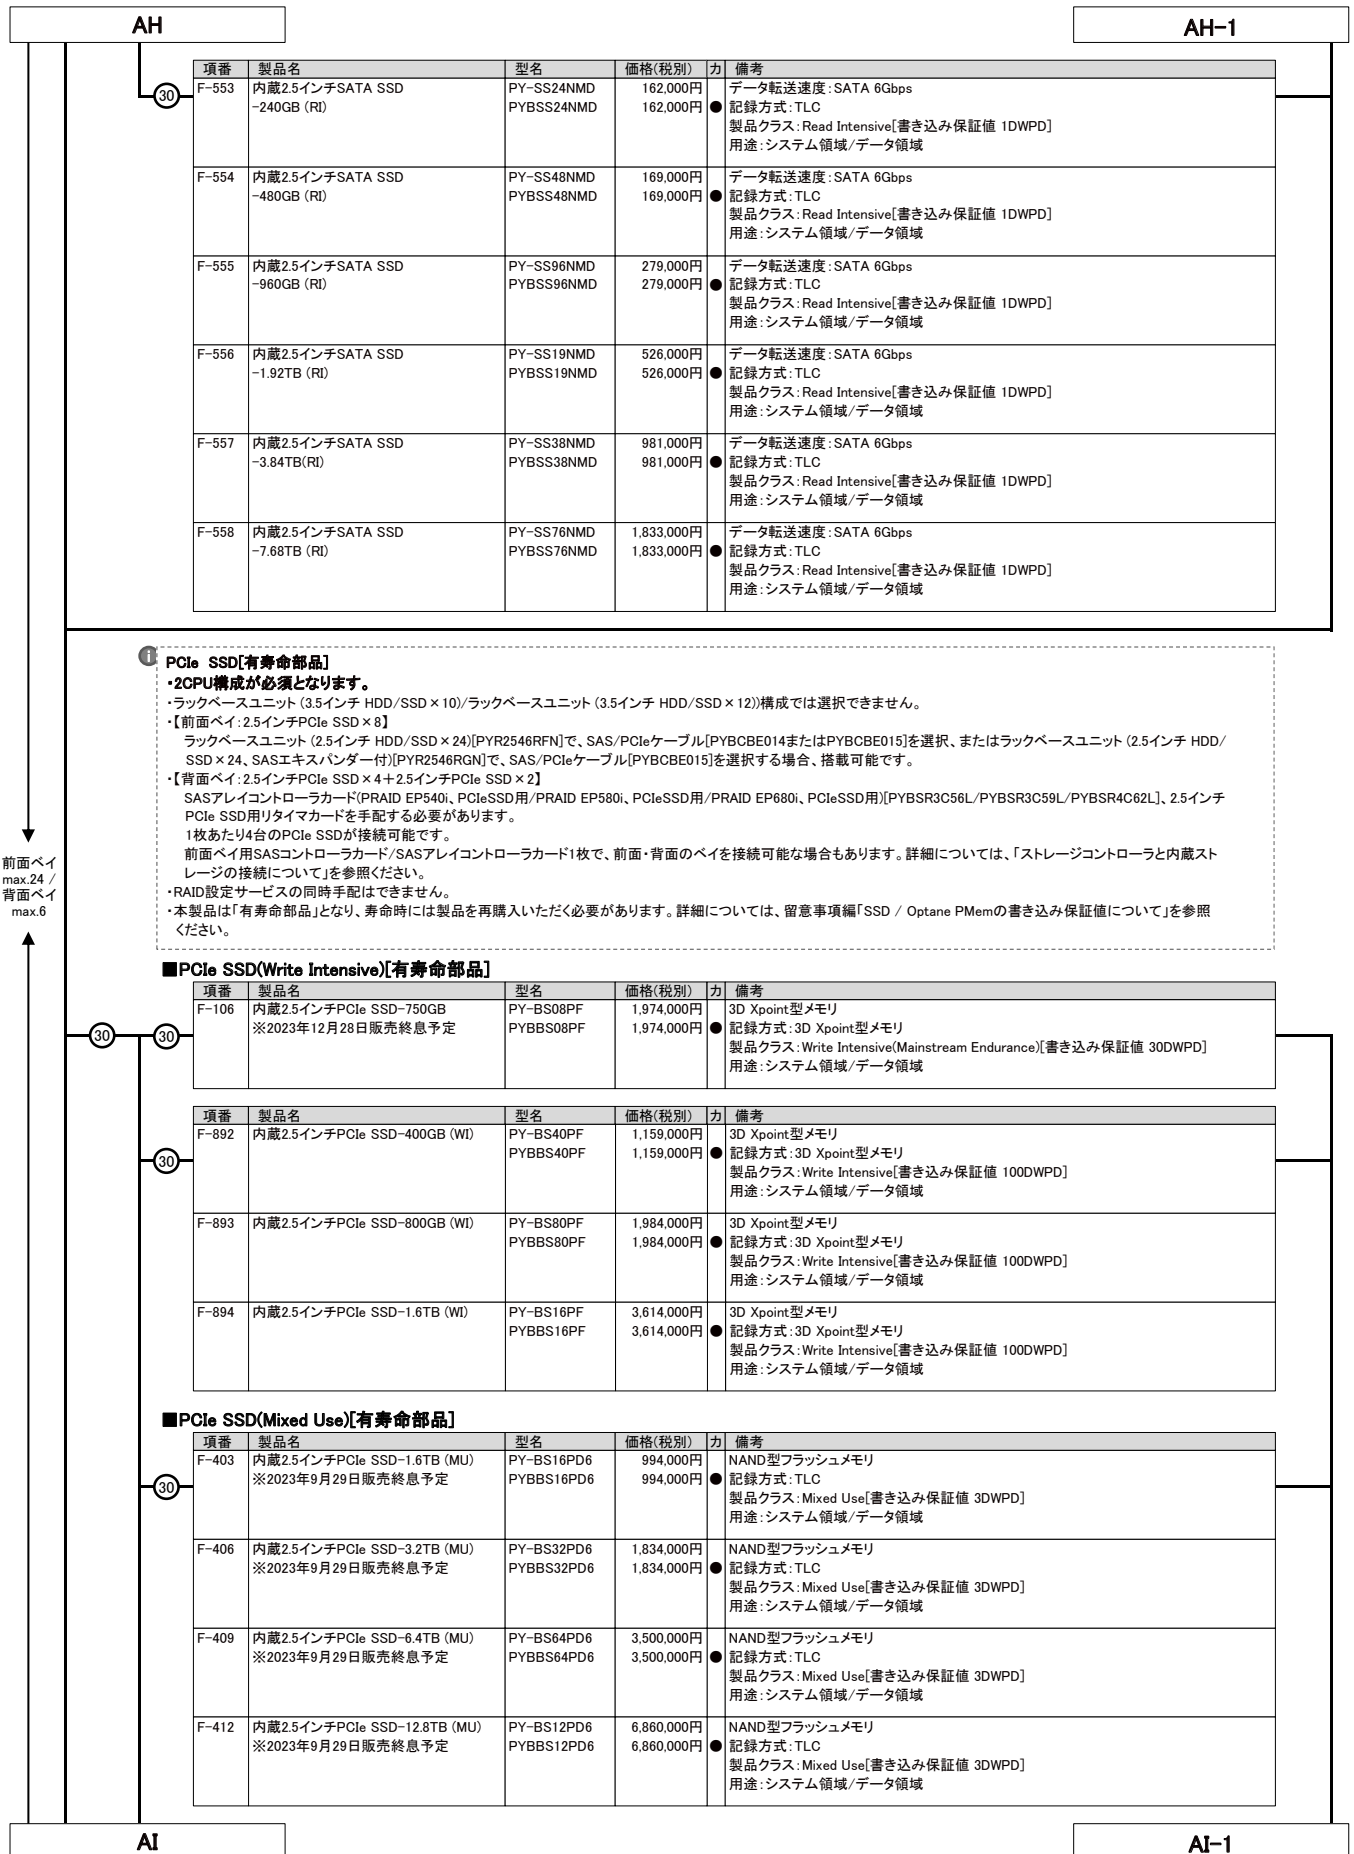 AH
AH-1
項番 製品名 型名 価格(税別) カ 備考
30
F-553 内蔵2.5インチSATA SSD PY-SS24NMD 162,000円 データ転送速度:SATA 6Gbps
-240GB (RI) PYBSS24NMD 162,000円 ● 記録方式:TLC
製品クラス:Read Intensive[書き込み保証値 1DWPD]
用途:システム領域/データ領域
F-554 内蔵2.5インチSATA SSD PY-SS48NMD 169,000円 データ転送速度:SATA 6Gbps
-480GB (RI) PYBSS48NMD 169,000円 ● 記録方式:TLC
製品クラス:Read Intensive[書き込み保証値 1DWPD]
用途:システム領域/データ領域
F-555 内蔵2.5インチSATA SSD PY-SS96NMD 279,000円 データ転送速度:SATA 6Gbps
-960GB (RI) PYBSS96NMD 279,000円 ● 記録方式:TLC
製品クラス:Read Intensive[書き込み保証値 1DWPD]
用途:システム領域/データ領域
F-556 内蔵2.5インチSATA SSD PY-SS19NMD 526,000円 データ転送速度:SATA 6Gbps
-1.92TB (RI) PYBSS19NMD 526,000円 ● 記録方式:TLC
製品クラス:Read Intensive[書き込み保証値 1DWPD]
用途:システム領域/データ領域
F-557 内蔵2.5インチSATA SSD PY-SS38NMD 981,000円 データ転送速度:SATA 6Gbps
-3.84TB(RI) PYBSS38NMD 981,000円 ● 記録方式:TLC
製品クラス:Read Intensive[書き込み保証値 1DWPD]
用途:システム領域/データ領域
F-558 内蔵2.5インチSATA SSD PY-SS76NMD 1,833,000円 データ転送速度:SATA 6Gbps
-7.68TB (RI) PYBSS76NMD 1,833,000円 ● 記録方式:TLC
製品クラス:Read Intensive[書き込み保証値 1DWPD]
用途:システム領域/データ領域
i
PCIe SSD[有寿命部品]
・2CPU構成が必須となります。
・ラックベースユニット (3.5インチ HDD/SSD×10)/ラックベースユニット (3.5インチ HDD/SSD×12))構成では選択できません。
・【前面ベイ:2.5インチPCIe SSD×8】
ラックベースユニット (2.5インチ HDD/SSD×24)[PYR2546RFN]で、SAS/PCIeケーブル[PYBCBE014またはPYBCBE015]を選択、またはラックベースユニット (2.5インチ HDD/
SSD×24、SASエキスパンダー付)[PYR2546RGN]で、SAS/PCIeケーブル[PYBCBE015]を選択する場合、搭載可能です。
・【背面ベイ:2.5インチPCIe SSD×4+2.5インチPCIe SSD×2】
SASアレイコントローラカード(PRAID EP540i、PCIeSSD用/PRAID EP580i、PCIeSSD用/PRAID EP680i、PCIeSSD用)[PYBSR3C56L/PYBSR3C59L/PYBSR4C62L]、2.5インチ
PCIe SSD用リタイマカードを手配する必要があります。
1枚あたり4台のPCIe SSDが接続可能です。
前面ベイ用SASコントローラカード/SASアレイコントローラカード1枚で、前面・背面のベイを接続可能な場合もあります。詳細については、「ストレージコントローラと内蔵スト
レージの接続について」を参照ください。
・RAID設定サービスの同時手配はできません。
・本製品は「有寿命部品」となり、寿命時には製品を再購入いただく必要があります。詳細については、留意事項編「SSD / Optane PMemの書き込み保証値について」を参照
ください。
前面ベイ
max.24 /
背面ベイ
max.6
■PCIe SSD(Write Intensive)[有寿命部品]
項番 製品名 型名 価格(税別) カ 備考
30 30
F-106 内蔵2.5インチPCIe SSD-750GB PY-BS08PF 1,974,000円 3D Xpoint型メモリ
※2023年12月28日販売終息予定 PYBBS08PF 1,974,000円 ● 記録方式:3D Xpoint型メモリ
製品クラス:Write Intensive(Mainstream Endurance)[書き込み保証値 30DWPD]
用途:システム領域/データ領域
項番 製品名 型名 価格(税別) カ 備考
30
F-892 内蔵2.5インチPCIe SSD-400GB (WI) PY-BS40PF 1,159,000円 3D Xpoint型メモリ
PYBBS40PF 1,159,000円 ● 記録方式:3D Xpoint型メモリ
製品クラス:Write Intensive[書き込み保証値 100DWPD]
用途:システム領域/データ領域
F-893 内蔵2.5インチPCIe SSD-800GB (WI) PY-BS80PF 1,984,000円 3D Xpoint型メモリ
PYBBS80PF 1,984,000円 ● 記録方式:3D Xpoint型メモリ
製品クラス:Write Intensive[書き込み保証値 100DWPD]
用途:システム領域/データ領域
F-894 内蔵2.5インチPCIe SSD-1.6TB (WI) PY-BS16PF 3,614,000円 3D Xpoint型メモリ
PYBBS16PF 3,614,000円 ● 記録方式:3D Xpoint型メモリ
製品クラス:Write Intensive[書き込み保証値 100DWPD]
用途:システム領域/データ領域
■PCIe SSD(Mixed Use)[有寿命部品]
項番 製品名 型名 価格(税別) カ 備考
30
F-403 内蔵2.5インチPCIe SSD-1.6TB (MU) PY-BS16PD6 994,000円 NAND型フラッシュメモリ
※2023年9月29日販売終息予定 PYBBS16PD6 994,000円 ● 記録方式:TLC
製品クラス:Mixed Use[書き込み保証値 3DWPD]
用途:システム領域/データ領域
F-406 内蔵2.5インチPCIe SSD-3.2TB (MU) PY-BS32PD6 1,834,000円 NAND型フラッシュメモリ
※2023年9月29日販売終息予定 PYBBS32PD6 1,834,000円 ● 記録方式:TLC
製品クラス:Mixed Use[書き込み保証値 3DWPD]
用途:システム領域/データ領域
F-409 内蔵2.5インチPCIe SSD-6.4TB (MU) PY-BS64PD6 3,500,000円 NAND型フラッシュメモリ
※2023年9月29日販売終息予定 PYBBS64PD6 3,500,000円 ● 記録方式:TLC
製品クラス:Mixed Use[書き込み保証値 3DWPD]
用途:システム領域/データ領域
F-412 内蔵2.5インチPCIe SSD-12.8TB (MU) PY-BS12PD6 6,860,000円 NAND型フラッシュメモリ
※2023年9月29日販売終息予定 PYBBS12PD6 6,860,000円 ● 記録方式:TLC
製品クラス:Mixed Use[書き込み保証値 3DWPD]
用途:システム領域/データ領域
AI
AI-1